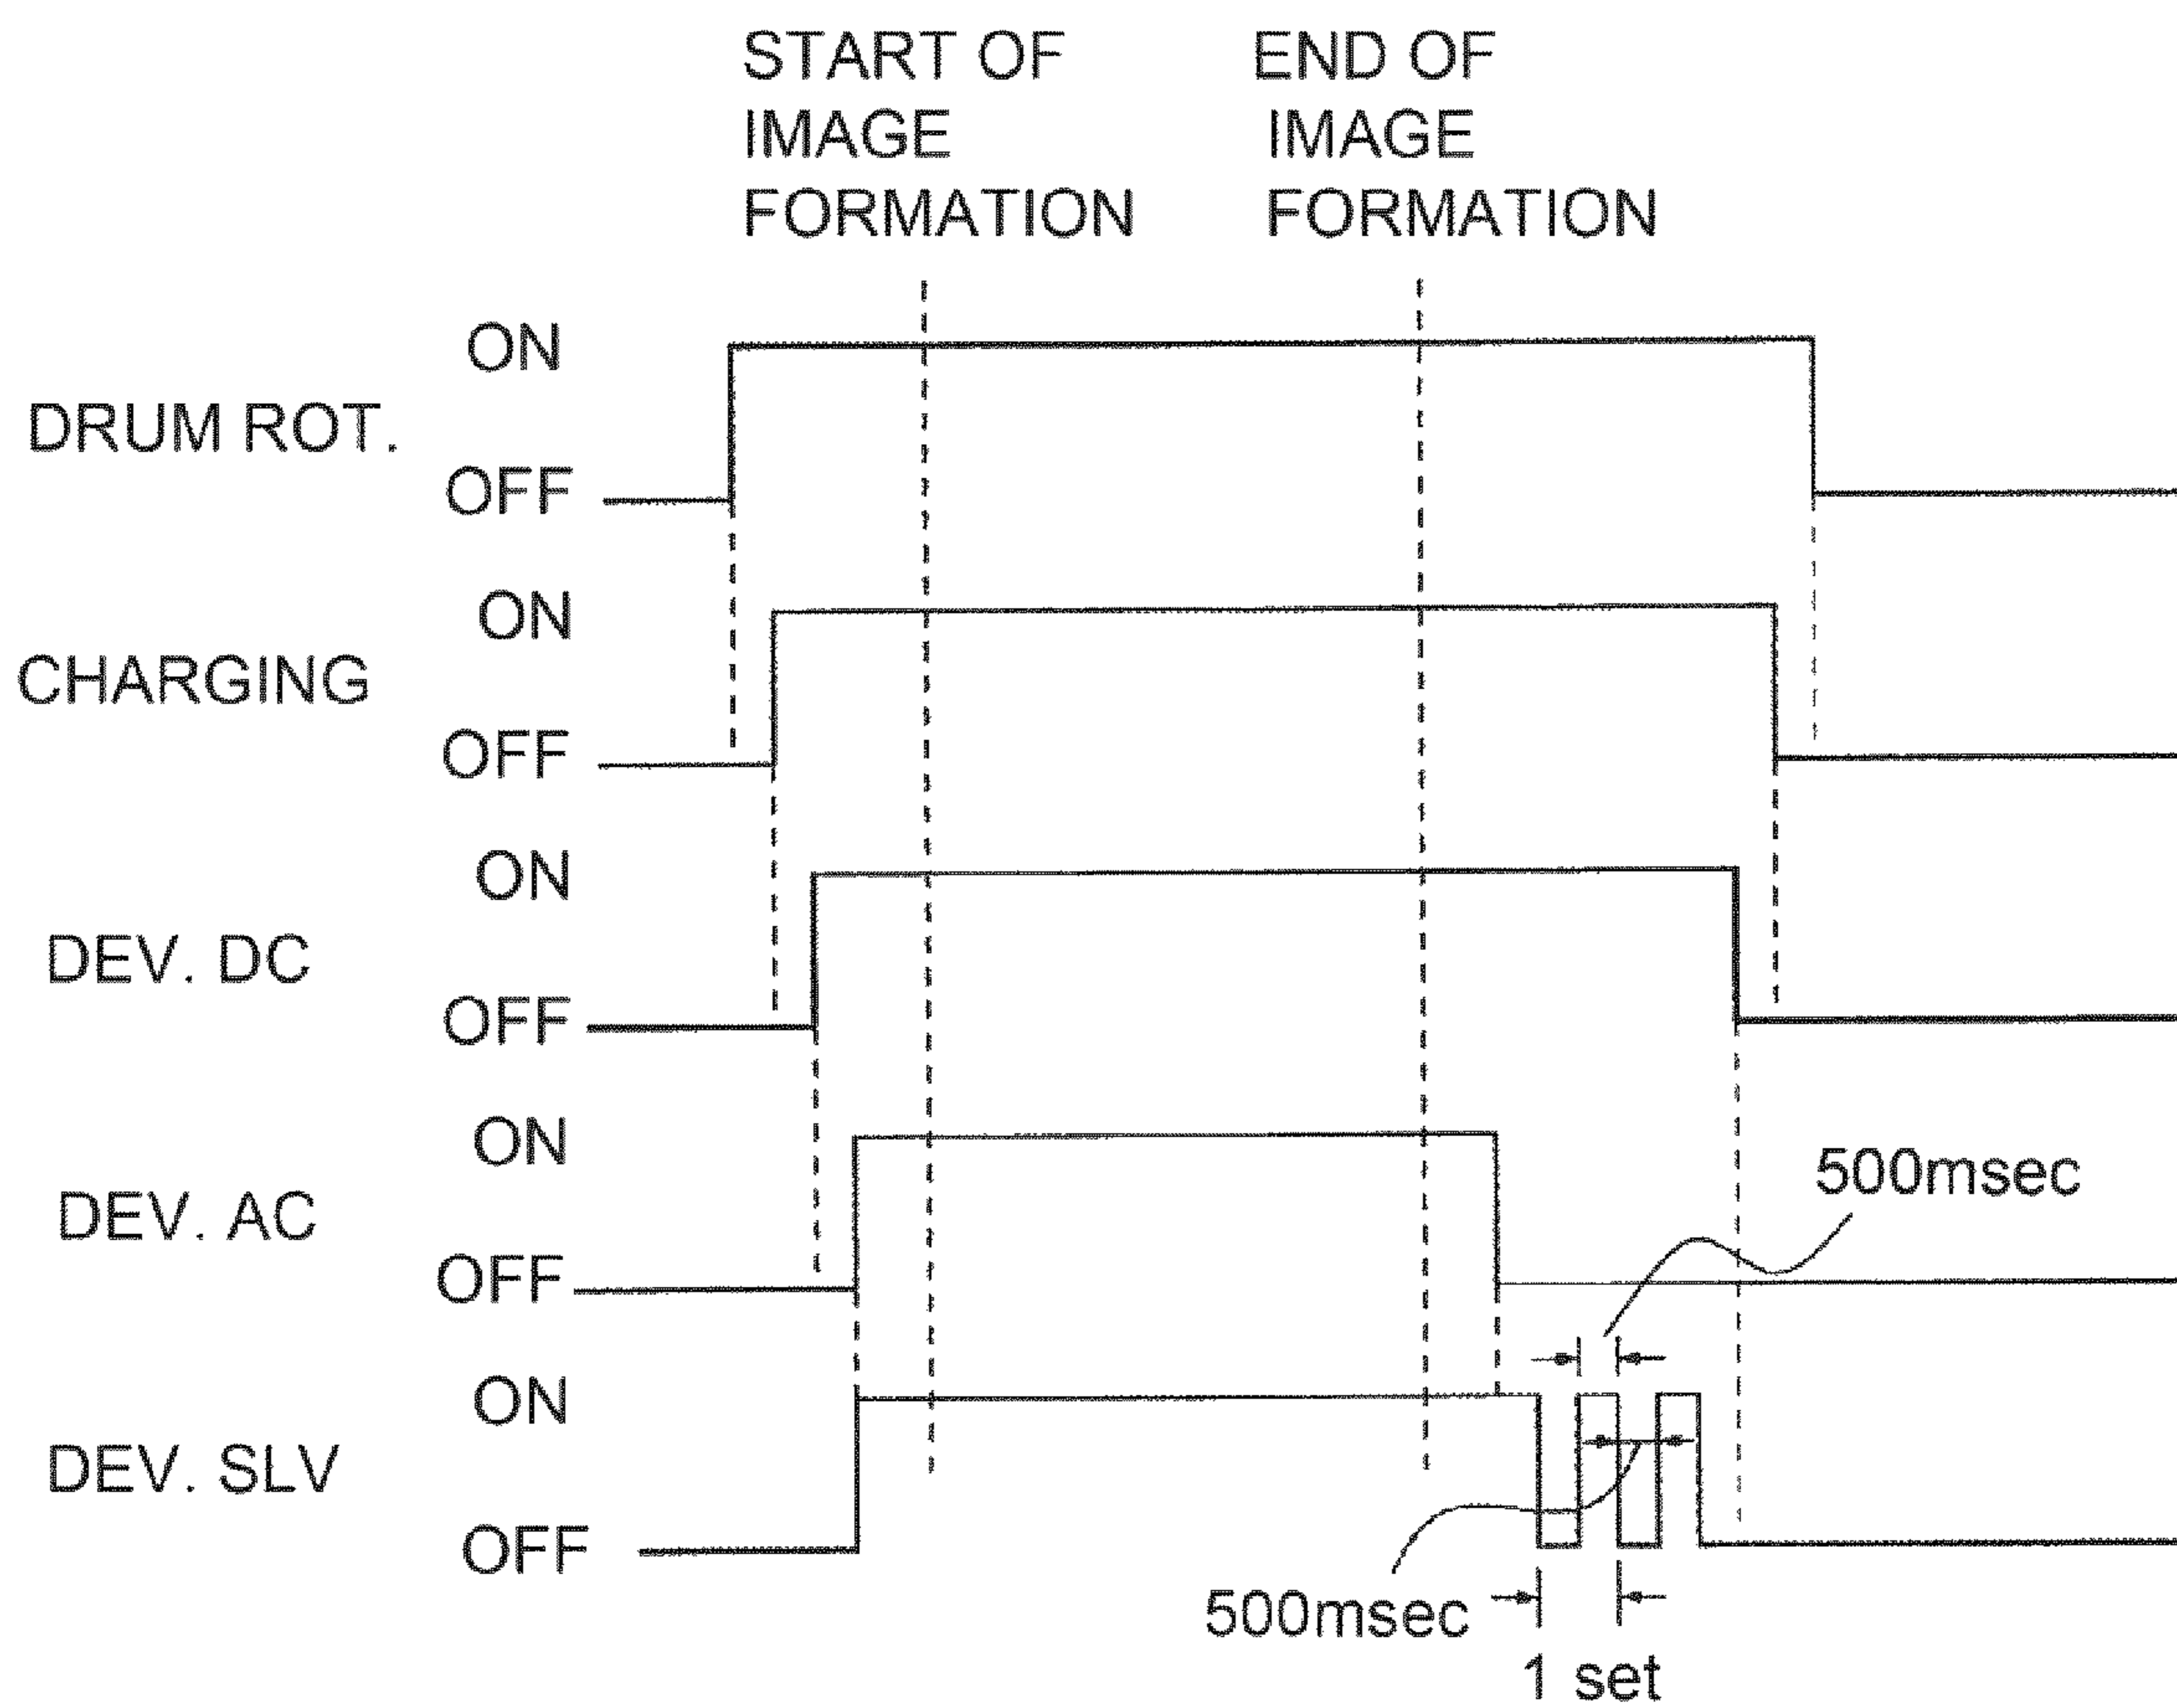 START OF
IMAGE
FORMATION
END OF
IMAGE
FORMATION
ON
DRUM ROT.
OFF
ON
CHARGING
OFF
ON
DEV. DC
OFF
ON
500msec
DEV. AC
OFF
ON
DEV. SLV
OFF
500msec
1 set